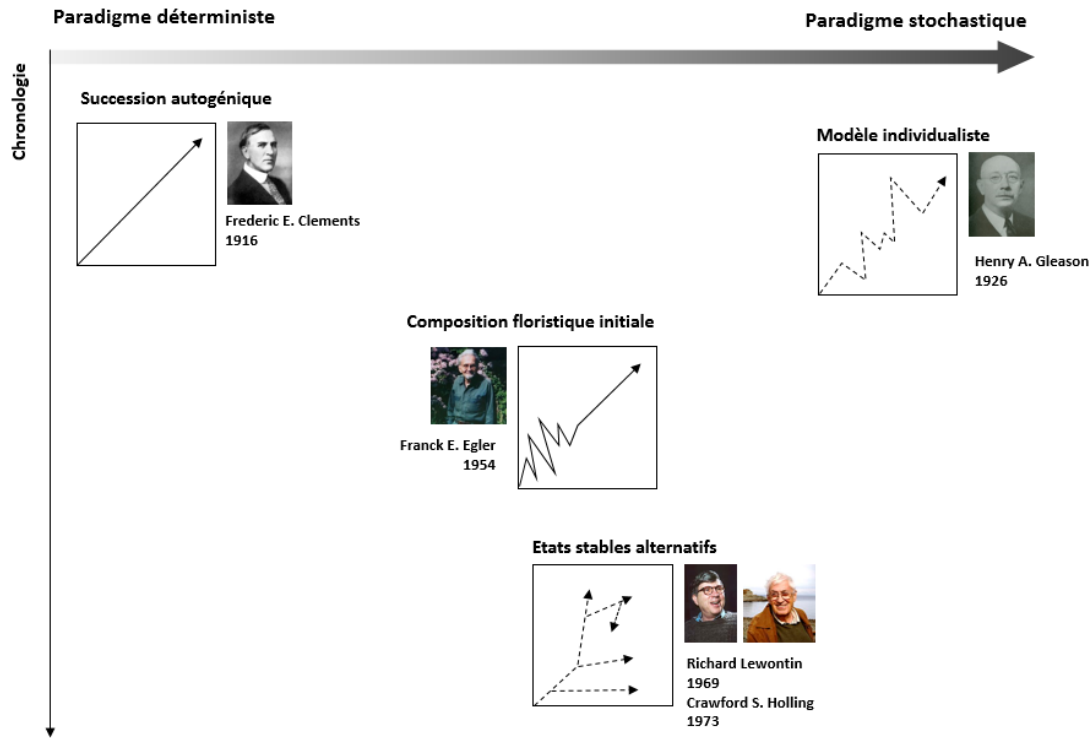 Paradigme déterministe
Paradigme stochastique
Chronologie
Succession autogénique
Frederic E. Clements
1916
Modèle individualiste
Henry A. Gleason
1926
Composition floristique initiale
Franck E. Egler
1954
Etats stables alternatifs
Richard Lewontin
1969
Crawford S. Holling
1973